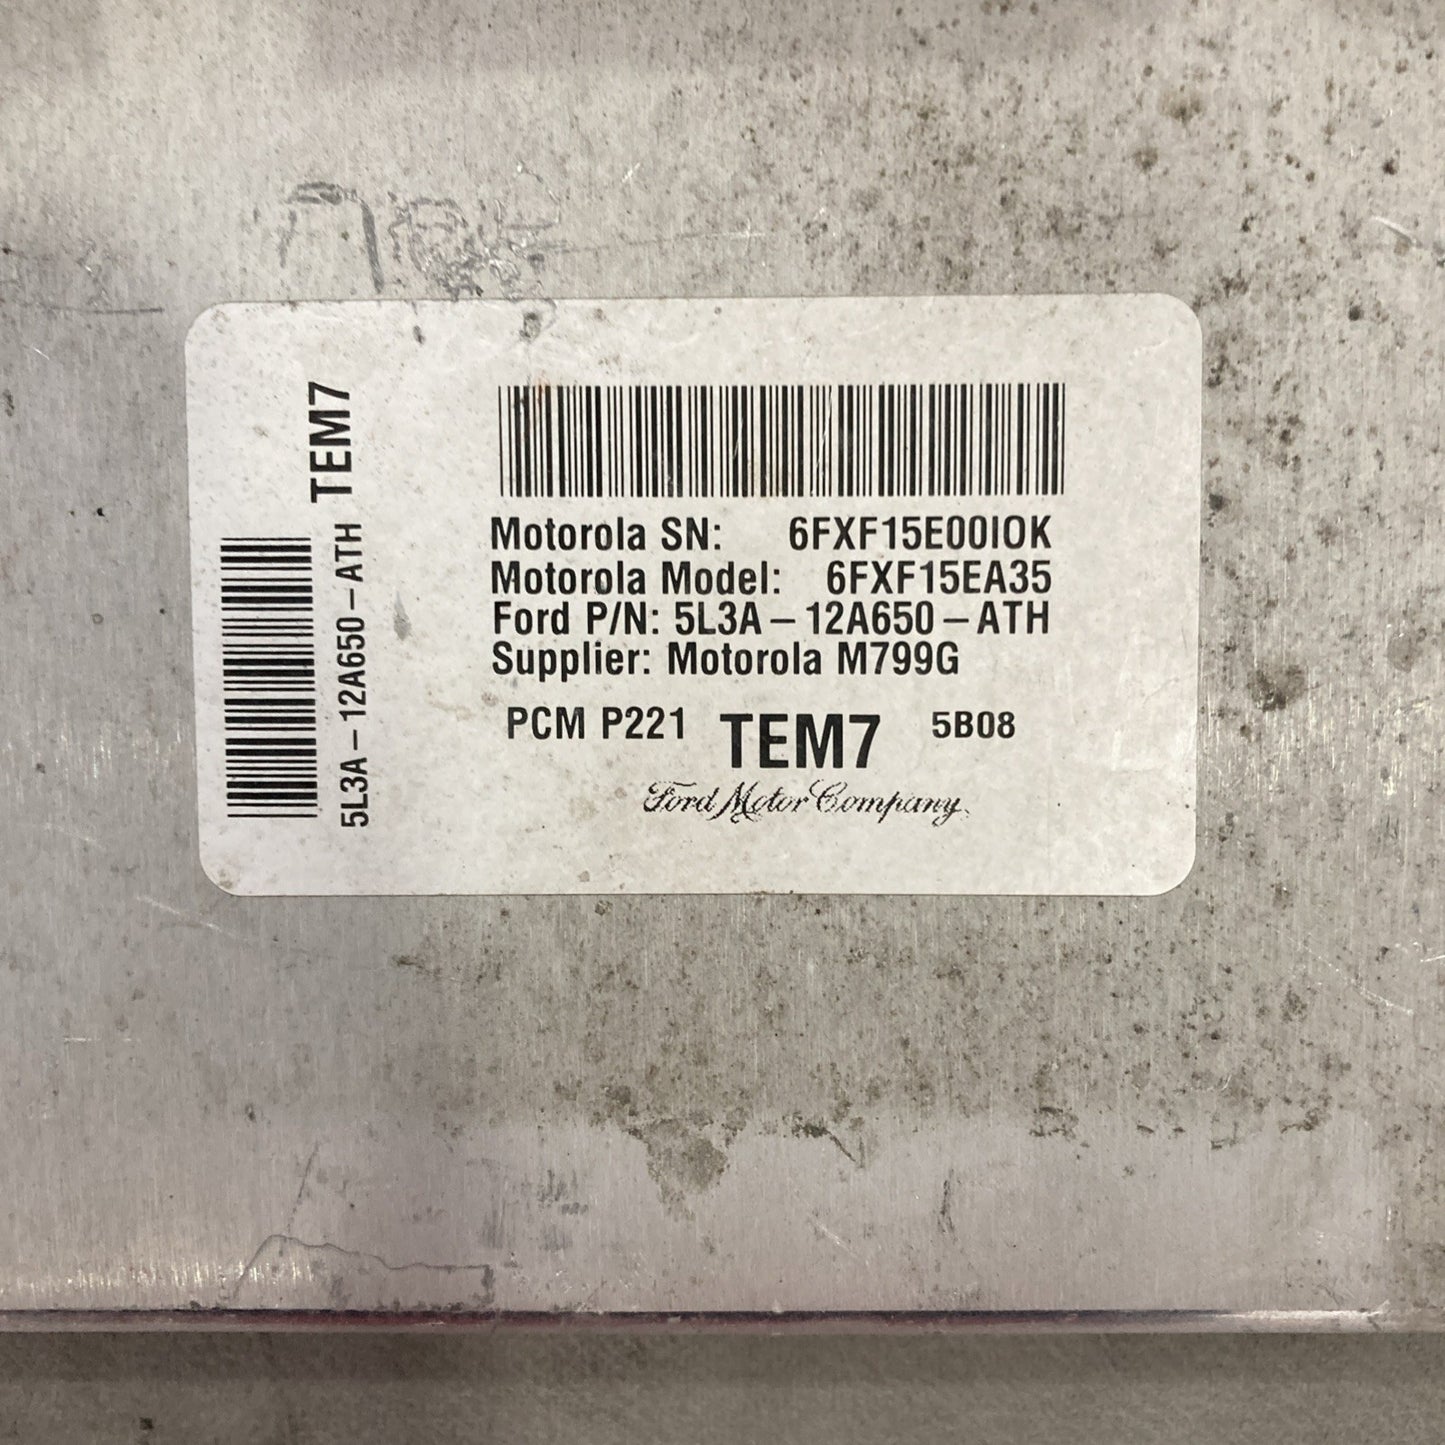 TEM7
5L3A-12A650-ATH
Motorola SN: 6FXF15E00I0K
Motorola Model: 6FXF15EA35
Ford P/N: 5L3A-12A650-ATH
Supplier: Motorola M799G
PCM P221 TEM7 5B08
Ford Motor Company